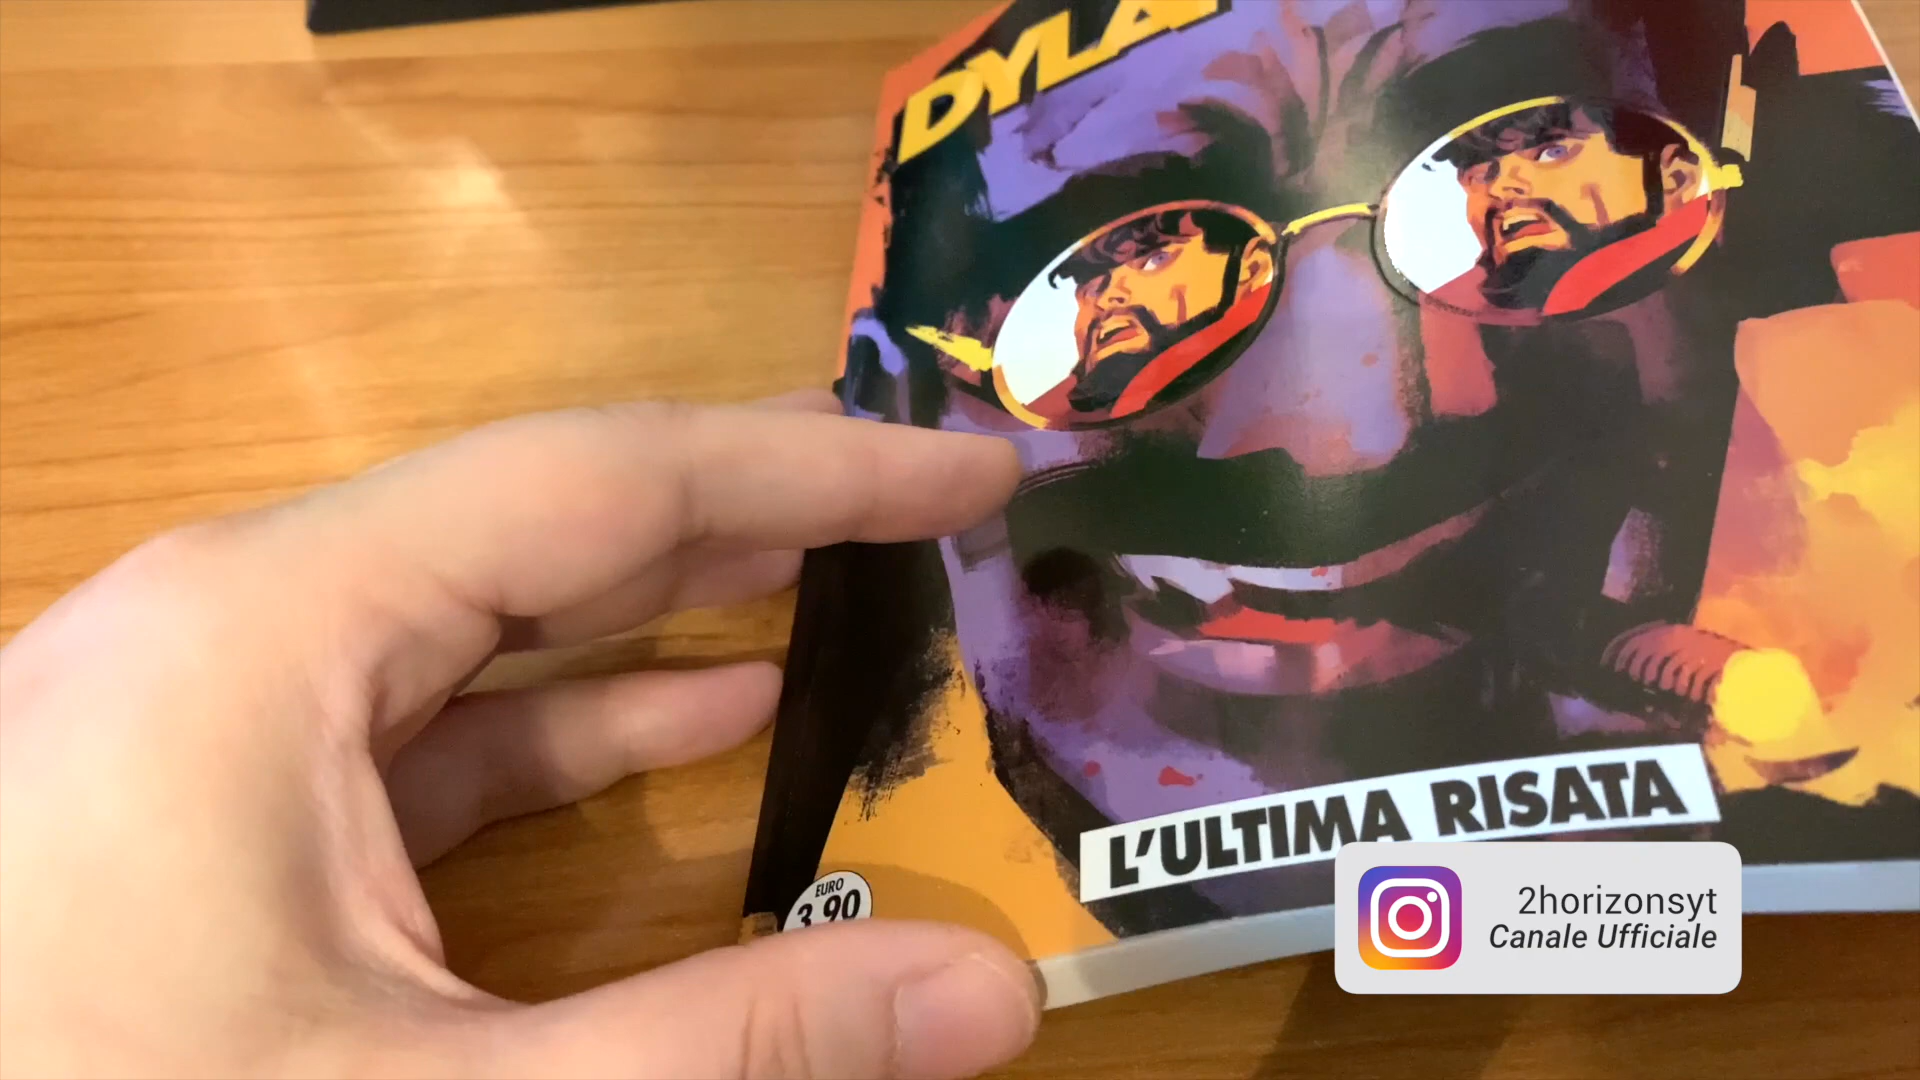 DYLA
L'ULTIMA RISATA
EURO
3,90
2horizonsyt
Canale Ufficiale